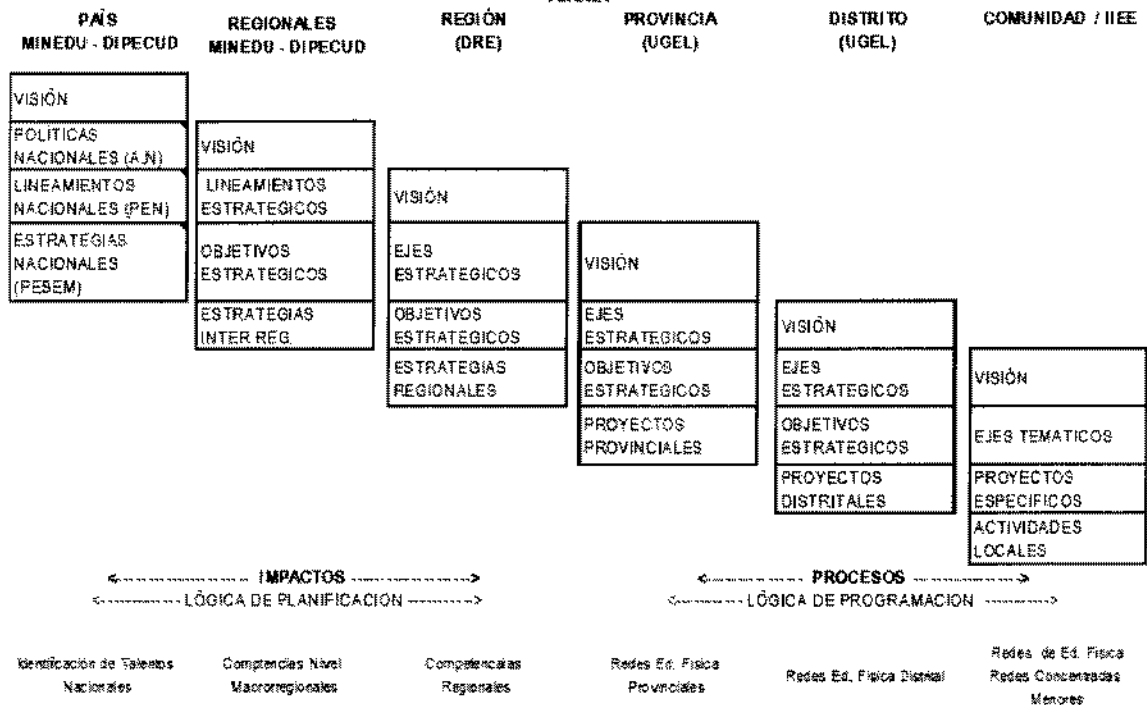 PAÍS
MINEDU - DIPECUD
REGIONALES
MINEDU - DIPECUD
REGIÓN
(DRE)
PROVINCIA
(UGEL)
DISTRITO
(UGEL)
COMUNIDAD / IIEE
VISIÓN
POLITICAS
NACIONALES (A.N)
LINEAMIENTOS
NACIONALES (PEN)
ESTRATEGIAS
NACIONALES
(PESEM)
VISIÓN
LINEAMIENTOS
ESTRATEGICOS
OBJETIVOS
ESTRATEGICOS
ESTRATEGIAS
INTER REG.
VISIÓN
EJES
ESTRATEGICOS
OBJETIVOS
ESTRATEGICOS
ESTRATEGIAS
REGIONALES
VISIÓN
EJES
ESTRATEGICOS
OBJETIVOS
ESTRATEGICOS
PROYECTOS
PROVINCIALES
VISIÓN
EJES
ESTRATEGICOS
OBJETIVOS
ESTRATEGICOS
PROYECTOS
DISTRITALES
VISIÓN
EJES TEMATICOS
PROYECTOS
ESPECIFICOS
ACTIVIDADES
LOCALES
<------------ IMPACTOS ------------>
<------------ LÓGICA DE PLANIFICACION ---------->
<------------ PROCESOS ------------>
<---------- LÓGICA DE PROGRAMACION ---------->
Identificación de Talentos
Nacionales
Comptencias Nivel
Macrorregionales
Competencaias
Regionales
Redes Ed. Fisica
Provinciales
Redes Ed. Fisica Distrital
Redes de Ed. Fisica
Redes Concentradas
Menores